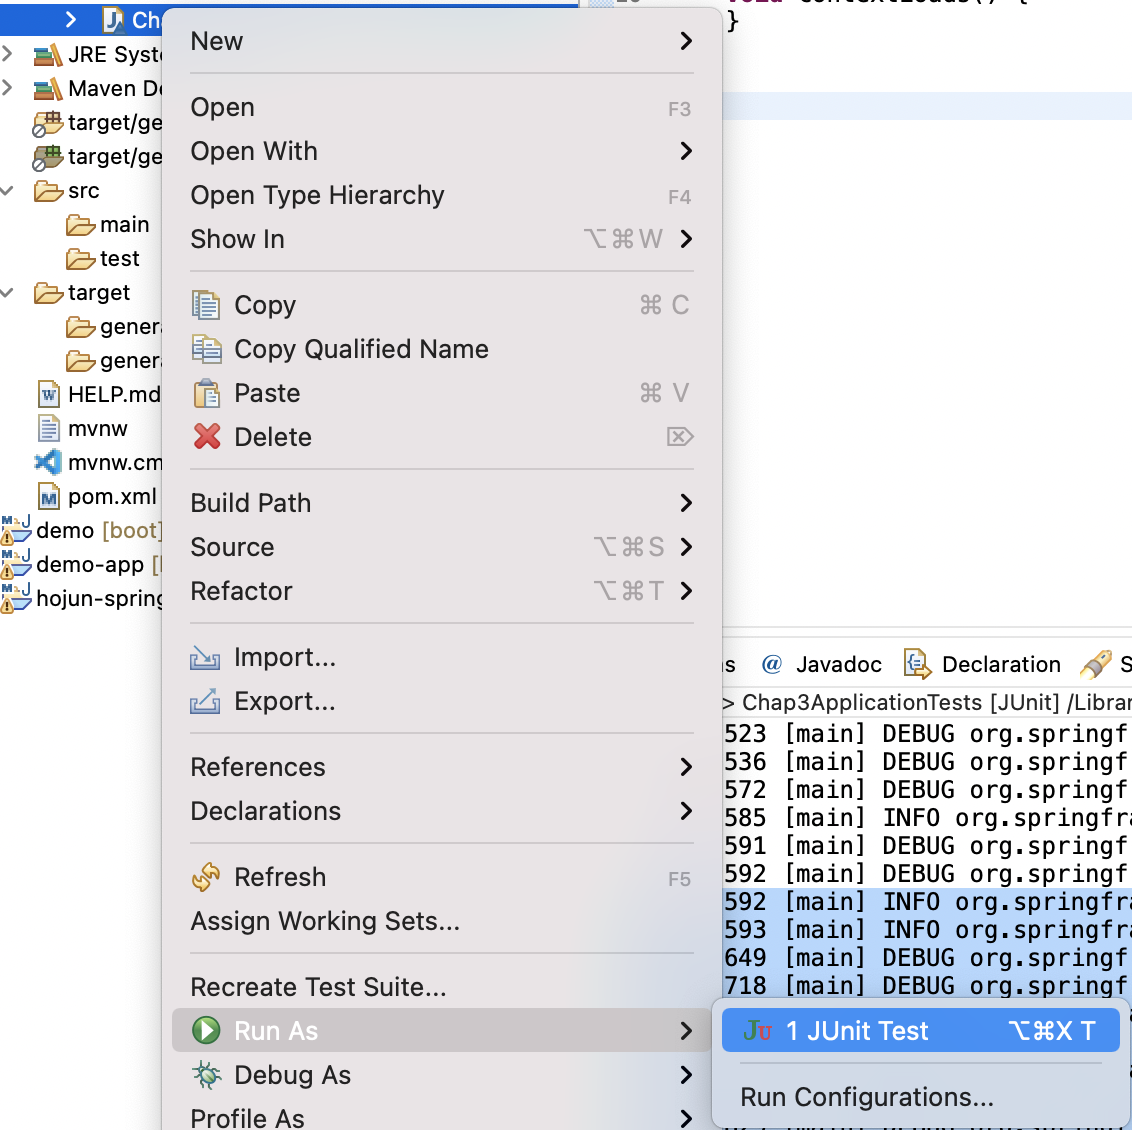 }
New
Open F3
Open With
Open Type Hierarchy F4
Show In ⌥⌘W
Copy ⌘ C
Copy Qualified Name
Paste ⌘ V
Delete ⌦
Build Path
Source ⌥⌘S
Refactor ⌥⌘T
Import...
Export...
References
Declarations
Refresh F5
Assign Working Sets...
Recreate Test Suite...
Run As
Debug As
Profile As
1 JUnit Test ⌥⌘X T
Run Configurations...
JRE Syst
Maven De
target/ge
target/ge
src
main
test
target
genera
genera
HELP.md
mvnw
mvnw.cm
pom.xml
demo [boot]
demo-app [
hojun-spring
@ Javadoc
Declaration
> Chap3ApplicationTests [JUnit] /Librar
523 [main] DEBUG org.springf
536 [main] DEBUG org.springf
572 [main] DEBUG org.springf
585 [main] INFO org.springfra
591 [main] DEBUG org.springf
592 [main] DEBUG org.springf
592 [main] INFO org.springfra
593 [main] INFO org.springfra
649 [main] DEBUG org.springf
718 [main] DEBUG org.springf